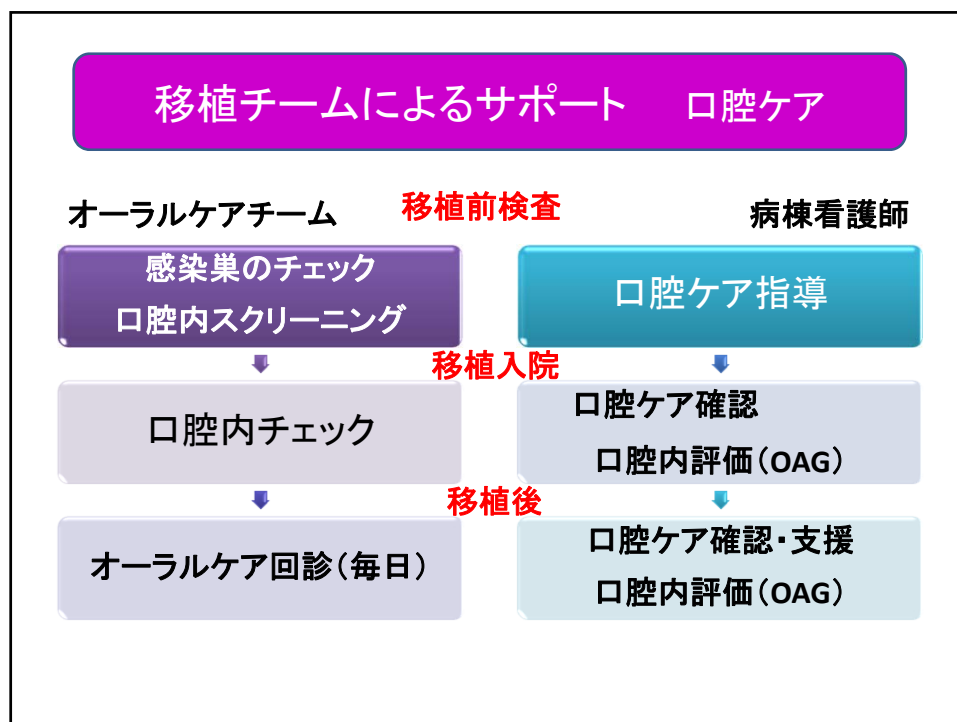 移植チームによるサポート　口腔ケア
オーラルケアチーム
移植前検査
病棟看護師
感染巣のチェック
口腔内スクリーニング
口腔ケア指導
移植入院
口腔内チェック
口腔ケア確認
口腔内評価（OAG）
移植後
オーラルケア回診（毎日）
口腔ケア確認・支援
口腔内評価（OAG）